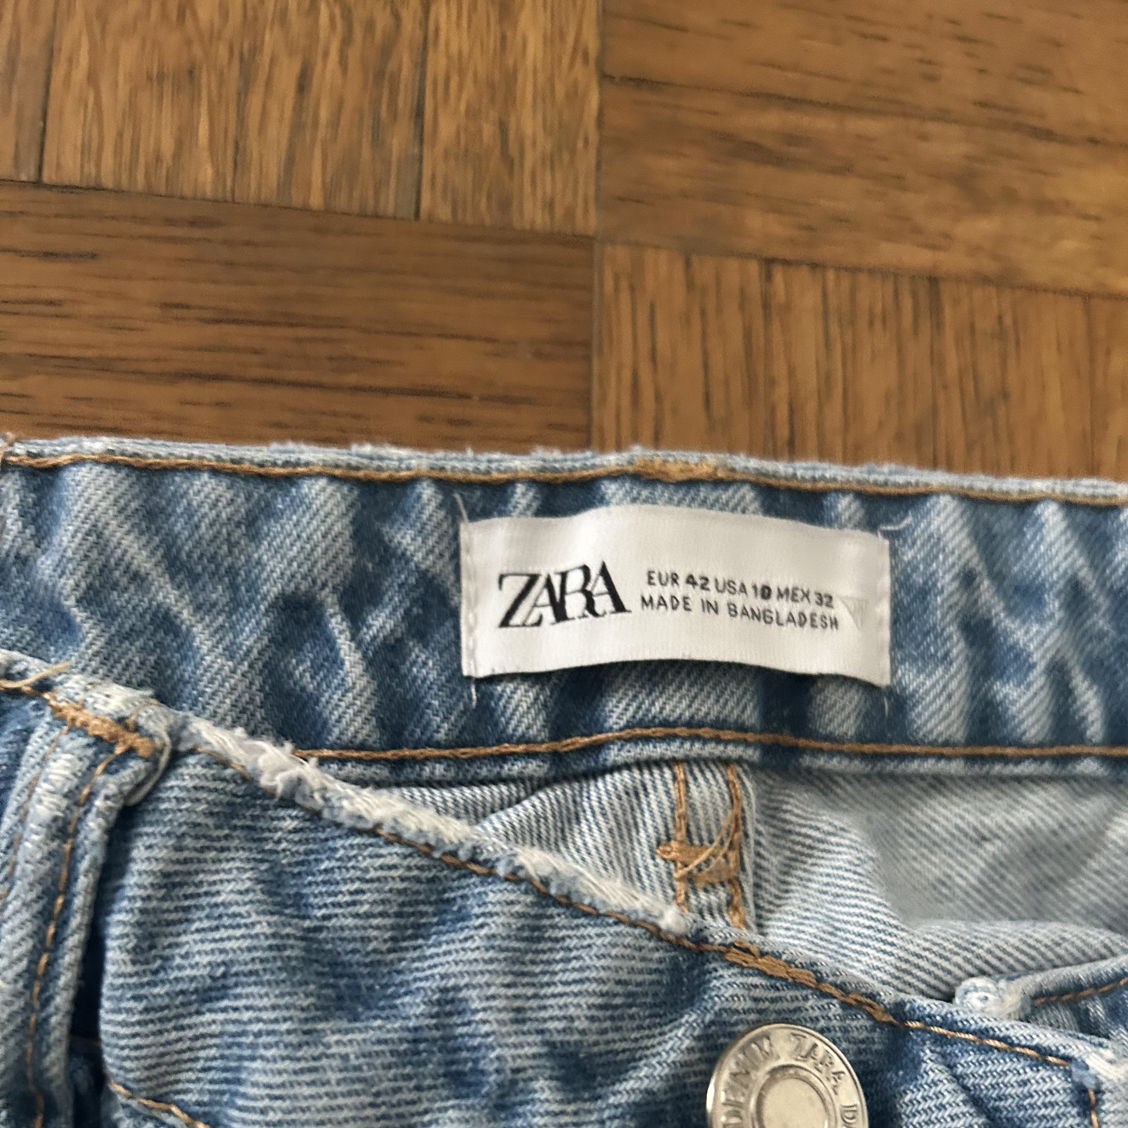 ZARA
EUR 42 USA 10 MEX 32
MADE IN BANGLADESH
DENIM ZARA